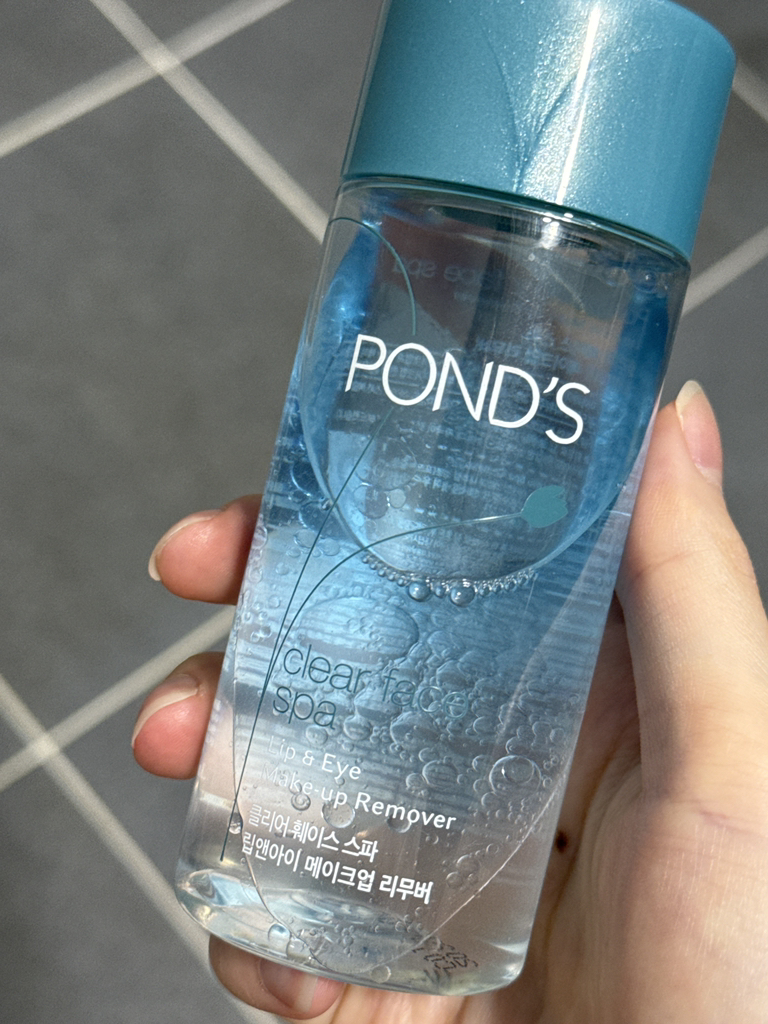 POND'S
clear face
spa
Lip & Eye
Make-up Remover
클리어 훼이스 스파
립앤아이 메이크업 리무버